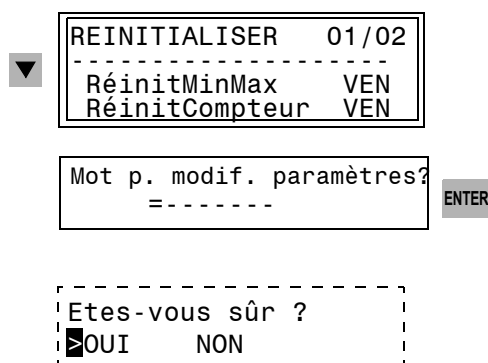 REINITIALISER 01/02
--------------------
▼
RéinitMinMax VEN
RéinitCompteur VEN
Mot p. modif. paramètres?
=-------
ENTER
Etes-vous sûr ?
>OUI NON